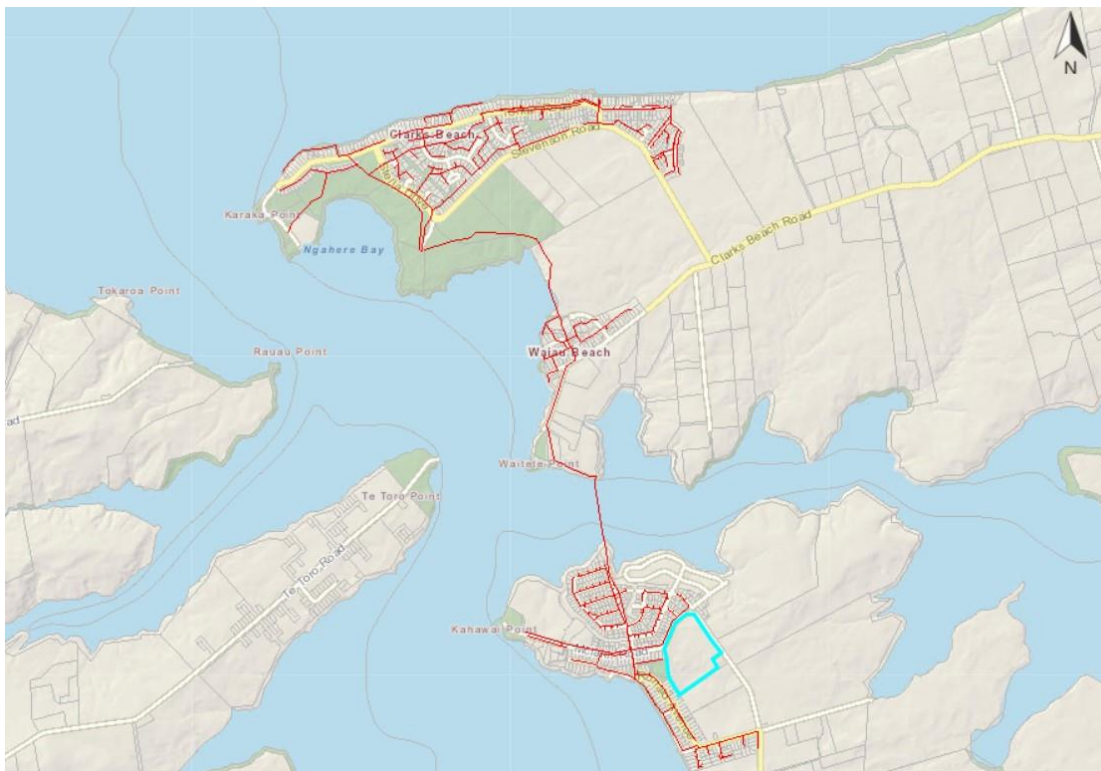 N
Clarks Beach
Stevenson Road
Karaka Point
Ngahere Bay
Clarks Beach Road
Tokaroa Point
Rauau Point
Waiau Beach
Waitete Point
Te Toro Point
Te Toro Road
Kahawai Point